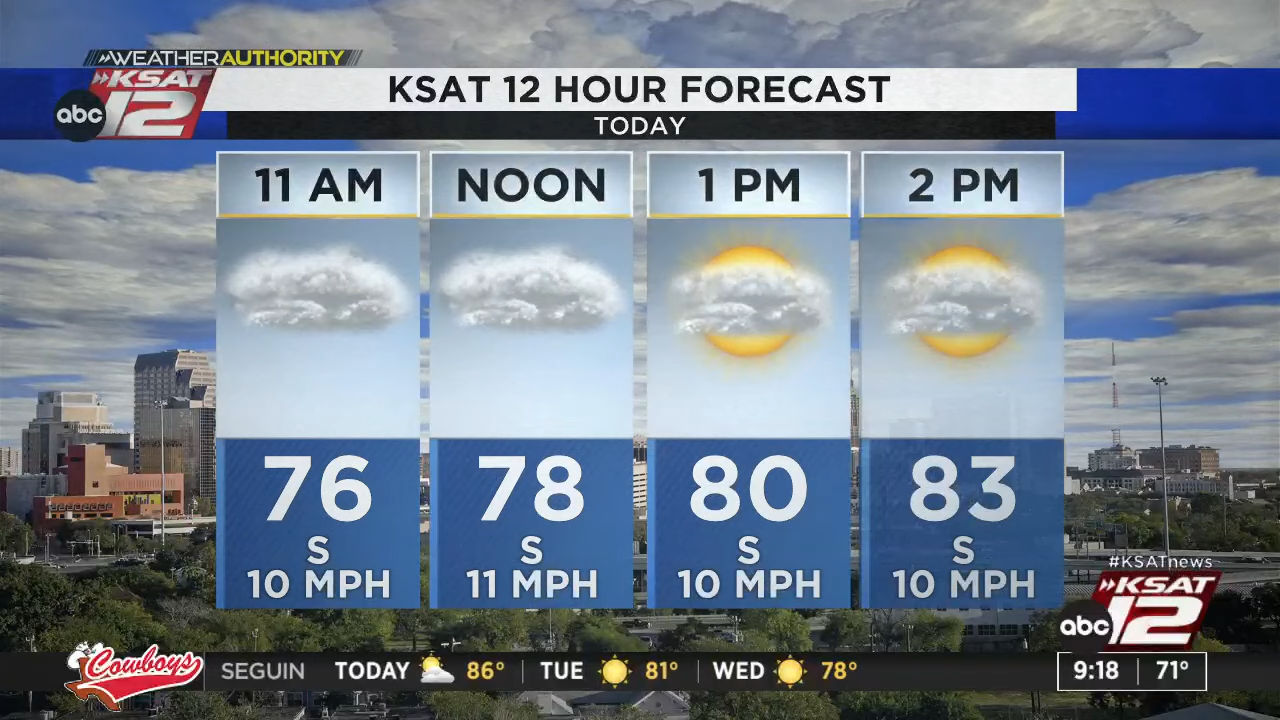 WEATHERAUTHORITY
KSAT
abc 12
KSAT 12 HOUR FORECAST
TODAY
11 AM NOON 1 PM 2 PM
76 78 80 83
S S S S
10 MPH 11 MPH 10 MPH 10 MPH
#KSATnews
KSAT
abc 12
Cowboys SEGUIN TODAY 86° TUE 81° WED 78° 9:18 71°